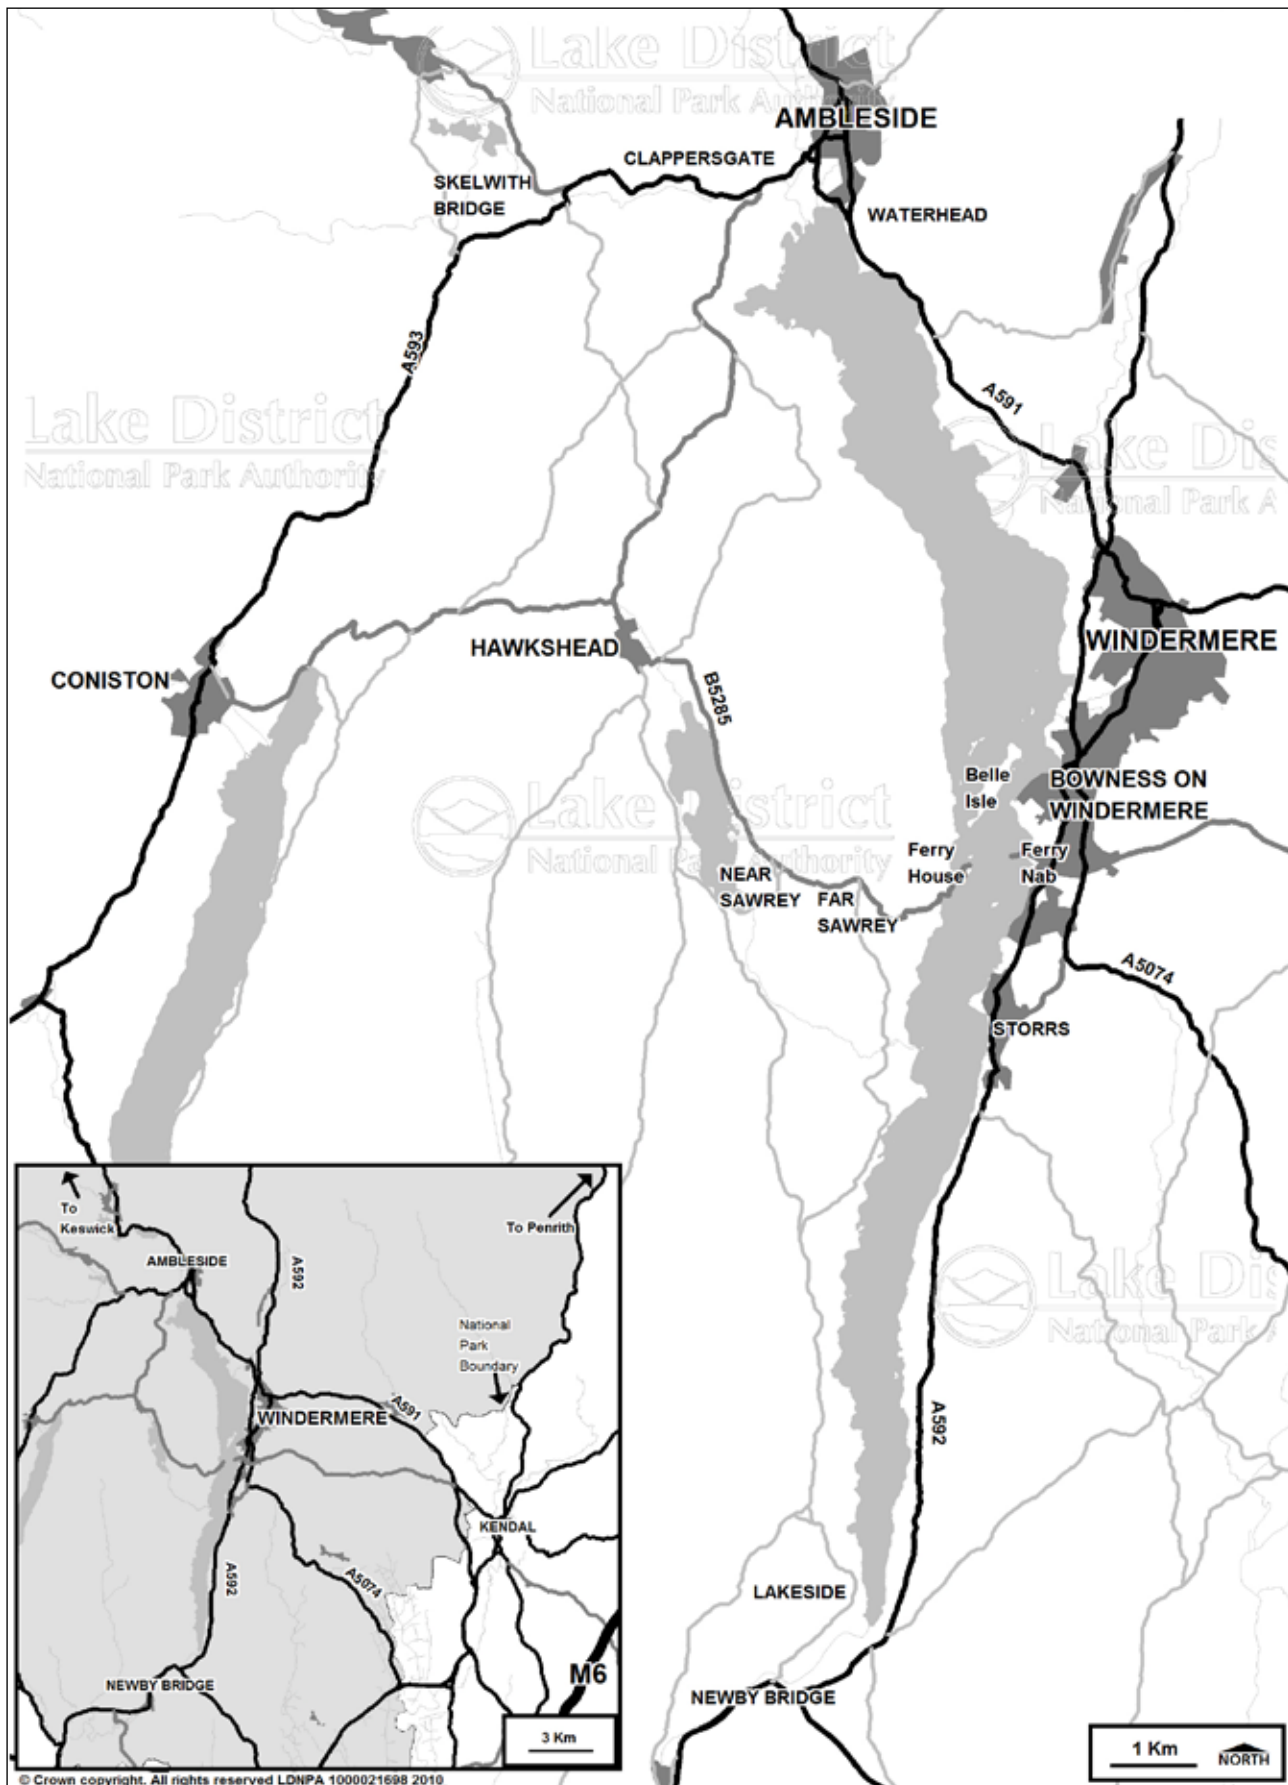 Lake District
National Park Authority
AMBLESIDE
CLAPPERSGATE
SKELWITH
BRIDGE
WATERHEAD
A593
A591
Lake District
National Park Authority
Lake Dis
National Park A
HAWKSHEAD
WINDERMERE
CONISTON
B5285
Belle
Isle
BOWNESS ON
WINDERMERE
Lake District
National Park Authority
Ferry
House
Ferry
Nab
NEAR
SAWREY
FAR
SAWREY
A5074
STORRS
Lake Dis
National Park A
A592
LAKESIDE
NEWBY BRIDGE
To
Keswick
To Penrith
AMBLESIDE
A592
National
Park
Boundary
A591
WINDERMERE
KENDAL
A592
A5074
M6
NEWBY BRIDGE
3 Km
1 Km
NORTH
© Crown copyright. All rights reserved LDNPA 1000021698 2010